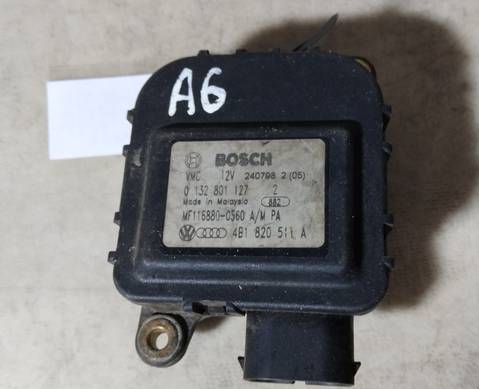 A6
BOSCH
VMC 12V 240798 2 (05)
0 132 801 127 2
Made in Malaysia 882
MF116880-0560 A/M PA
4B1 820 511 A